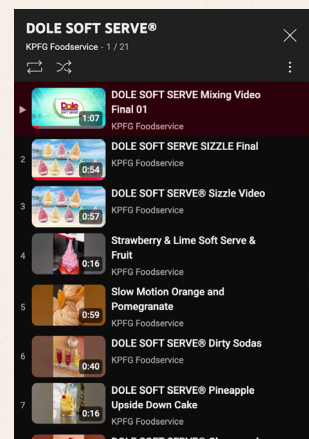 DOLE SOFT SERVE®
KPFG Foodservice - 1 / 21
Dole
1:07
DOLE SOFT SERVE Mixing Video
Final 01
KPFG Foodservice
2
0:54
DOLE SOFT SERVE SIZZLE Final
KPFG Foodservice
3
0:57
DOLE SOFT SERVE® Sizzle Video
KPFG Foodservice
4
0:16
Strawberry & Lime Soft Serve &
Fruit
KPFG Foodservice
5
0:59
Slow Motion Orange and
Pomegranate
KPFG Foodservice
6
0:40
DOLE SOFT SERVE® Dirty Sodas
KPFG Foodservice
7
0:16
DOLE SOFT SERVE® Pineapple
Upside Down Cake
KPFG Foodservice